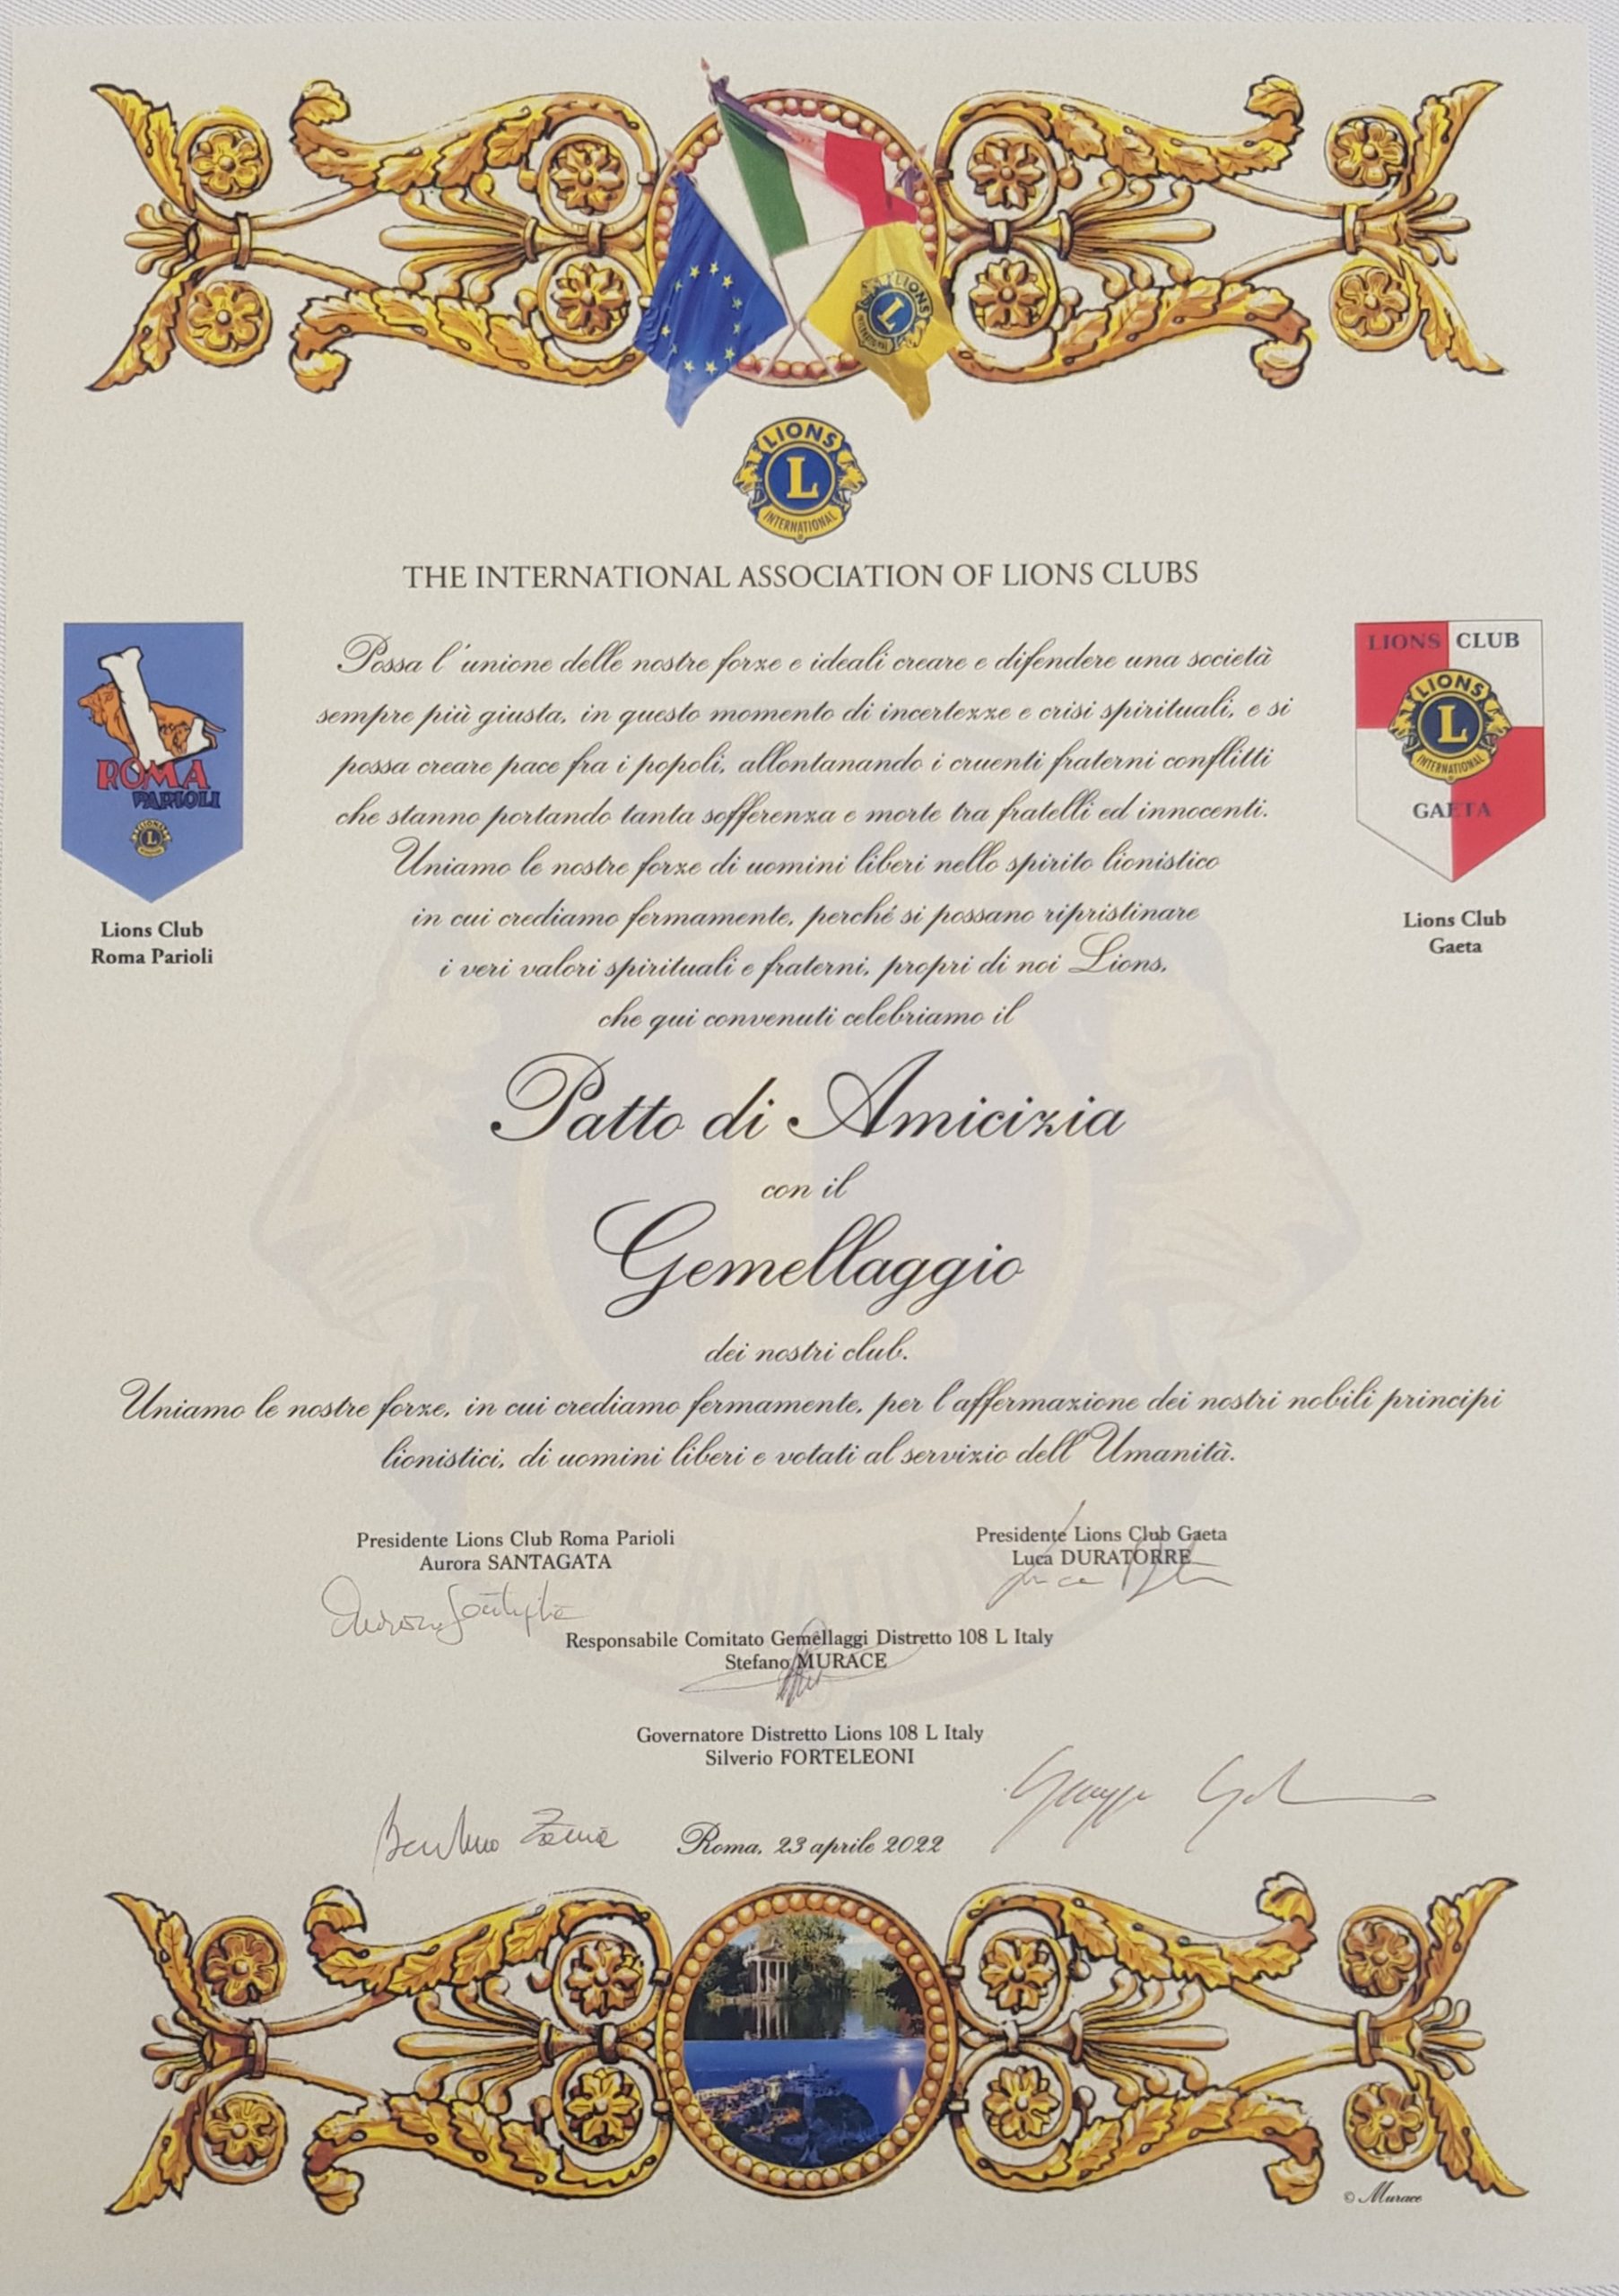 LIONS
L
INTERNATIONAL
LIONS
L
INTERNATIONAL
THE INTERNATIONAL ASSOCIATION OF LIONS CLUBS
ROMA
PARIOLI
L
Lions Club
Roma Parioli
LIONS CLUB
LIONS
L
INTERNATIONAL
GAETA
Lions Club
Gaeta
Possa l'unione delle nostre forze e ideali creare e difendere una società
sempre più giusta, in questo momento di incertezze e crisi spirituali, e si
possa creare pace fra i popoli, allontanando i cruenti fraterni conflitti
che stanno portando tanta sofferenza e morte tra fratelli ed innocenti.
Uniamo le nostre forze di uomini liberi nello spirito lionistico
in cui crediamo fermamente, perché si possano ripristinare
i veri valori spirituali e fraterni, propri di noi Lions,
che qui convenuti celebriamo il
Patto di Amicizia
con il
Gemellaggio
dei nostri club.
Uniamo le nostre forze, in cui crediamo fermamente, per l'affermazione dei nostri nobili principi
lionistici, di uomini liberi e votati al servizio dell'Umanità.
Presidente Lions Club Roma Parioli
Aurora SANTAGATA
Aurora Santagata
Presidente Lions Club Gaeta
Luca DURATORRE
Luca
Responsabile Comitato Gemellaggi Distretto 108 L Italy
Stefano MURACE
Governatore Distretto Lions 108 L Italy
Silverio FORTELEONI
Roma, 23 aprile 2022
© Murace